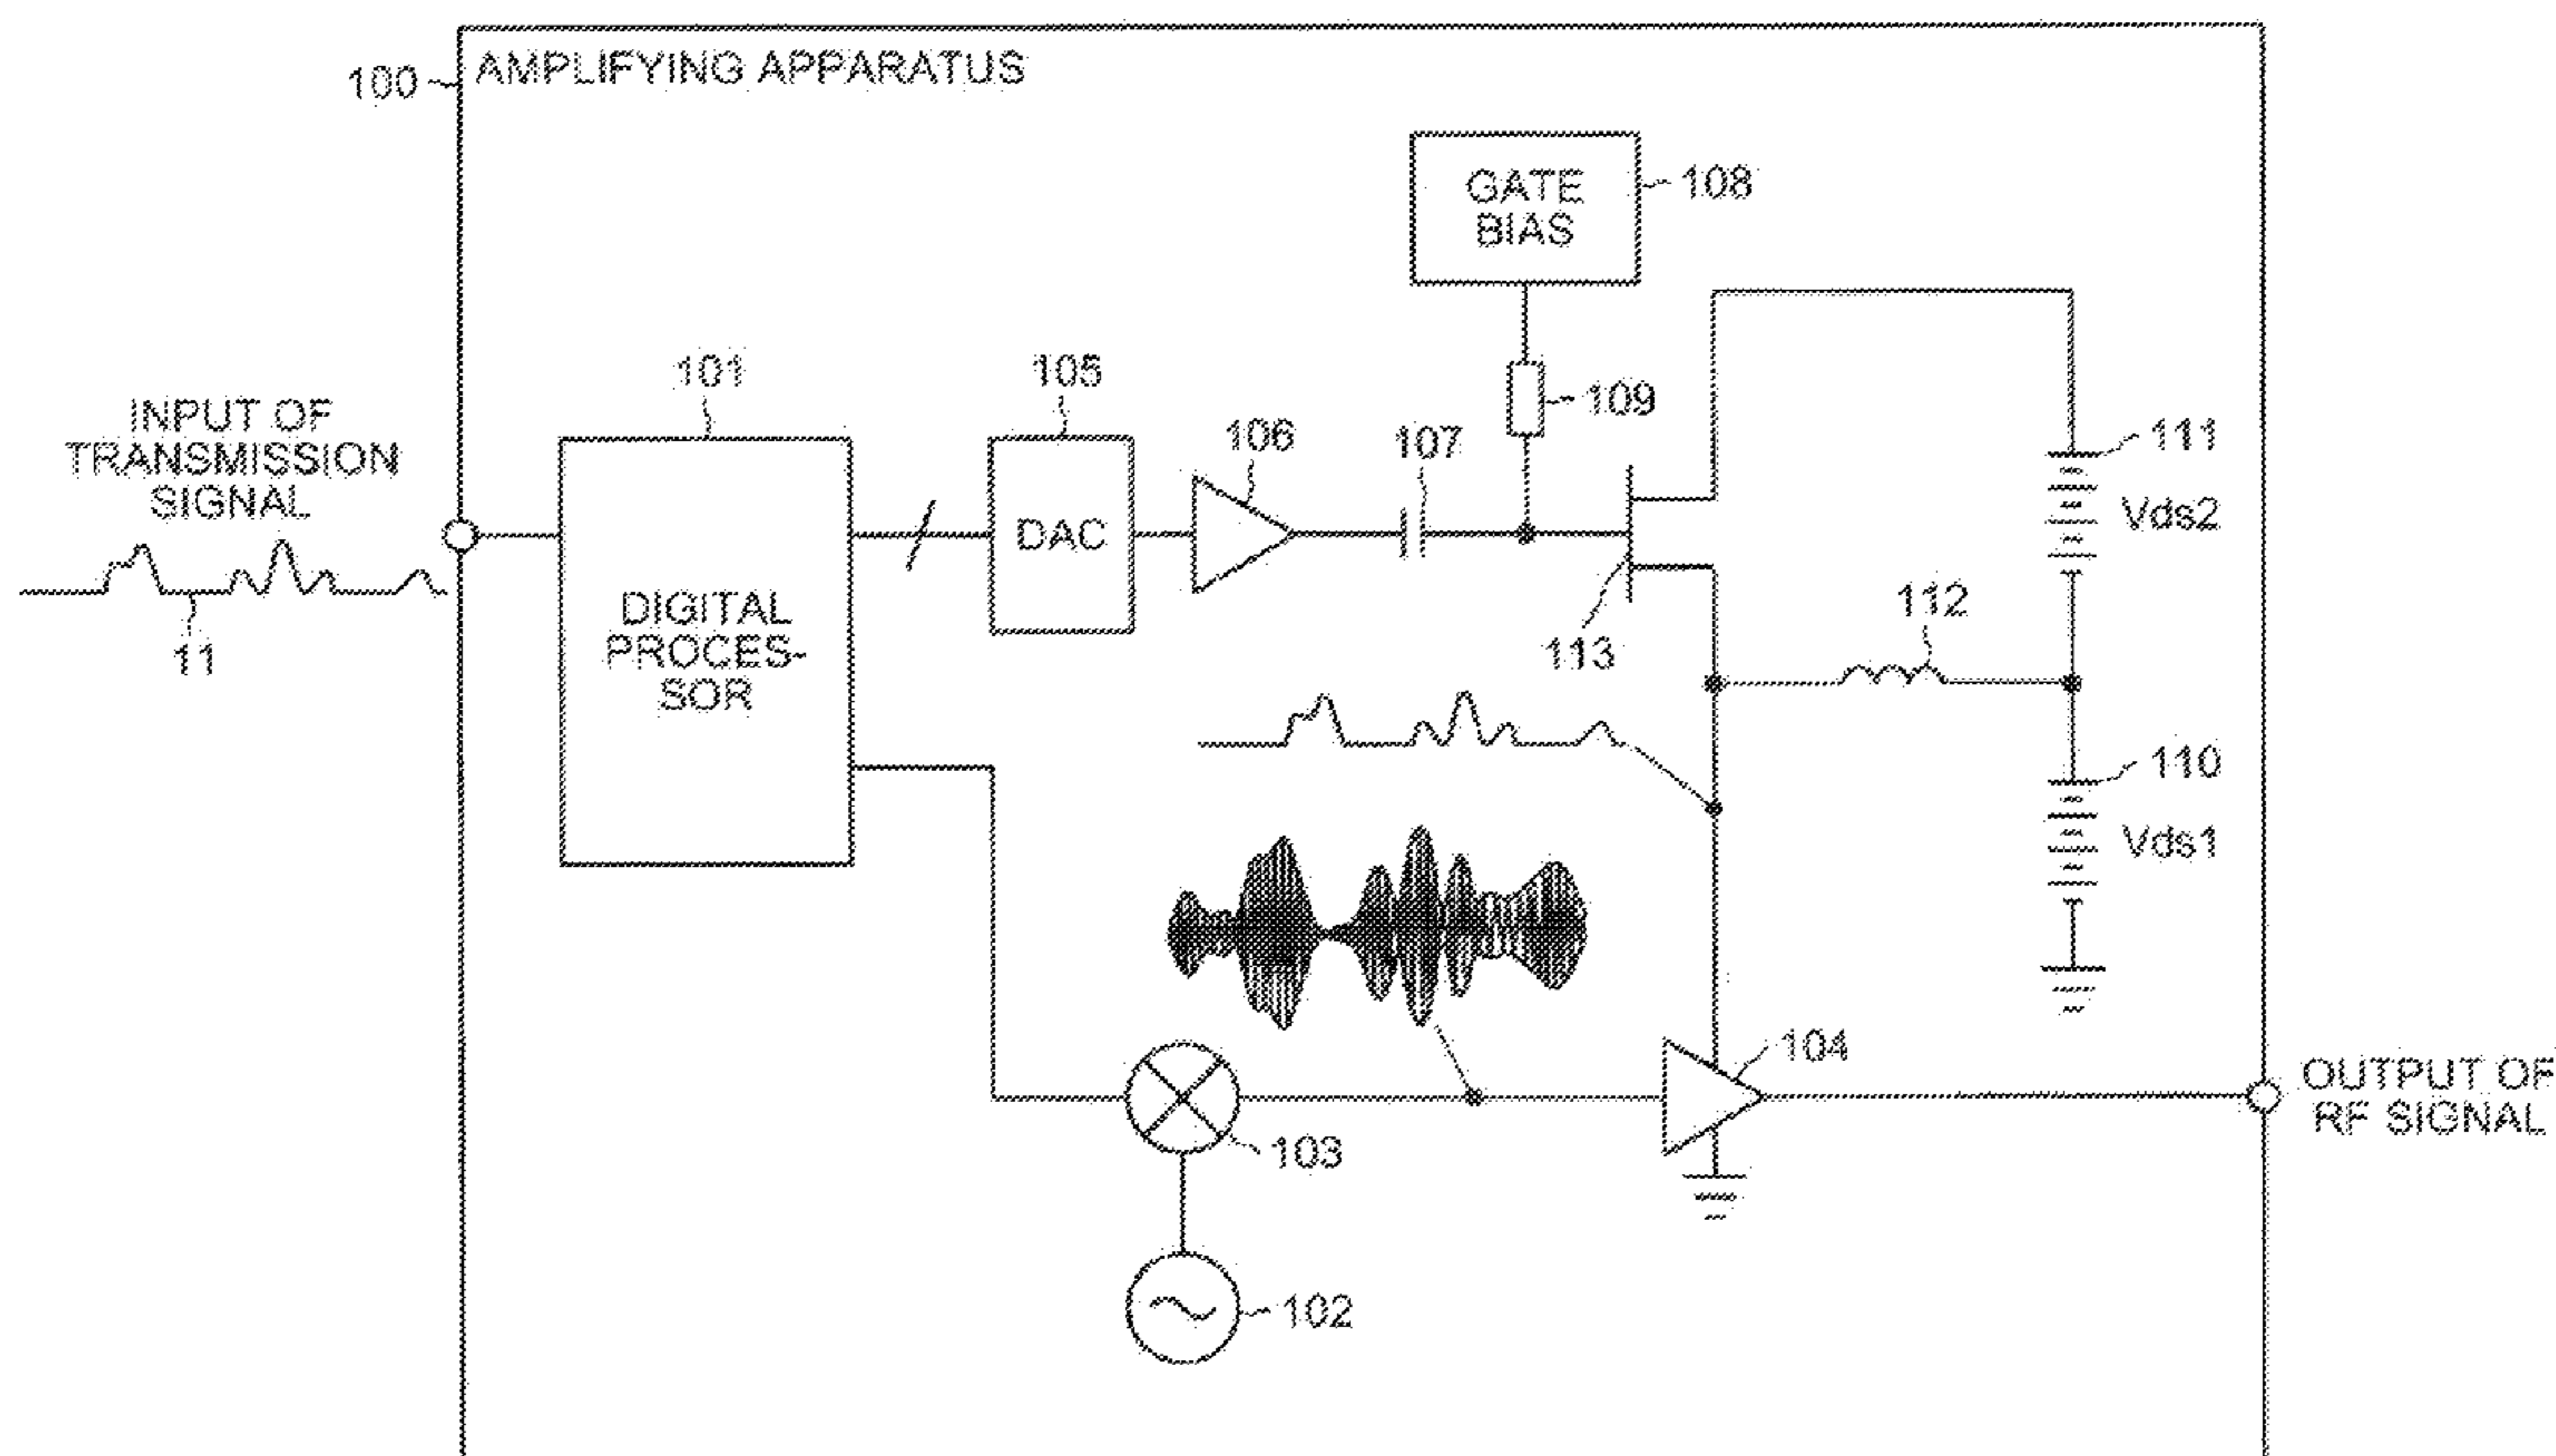 100
AMPLIFYING APPARATUS
GATE
BIAS
108
101
105
109
INPUT OF
TRANSMISSION
SIGNAL
106
107
111
Vds2
DAC
11
DIGITAL
PROCES-
SOR
113
112
110
Vds1
104
103
OUTPUT OF
RF SIGNAL
102